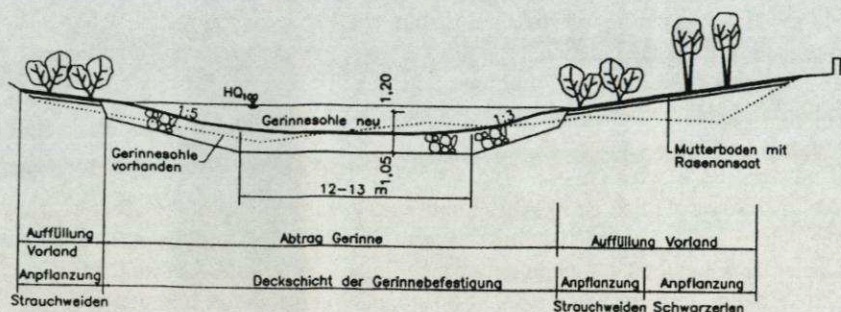 HQ100
1,20
1:5
Gerinnesohle neu
1:3
Gerinnesohle
vorhanden
Mutterboden mit
Rasenansaat
1,05
12-13 m
Auffüllung
Vorland
Abtrag Gerinne
Auffüllung Vorland
Anpflanzung
Strauchweiden
Deckschicht der Gerinnebefestigung
Anpflanzung
Strauchweiden
Anpflanzung
Schwarzerlen